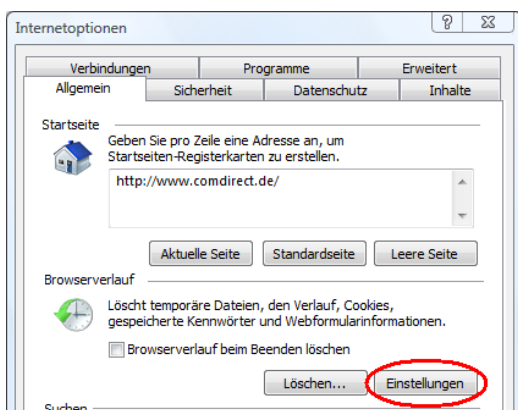 Internetoptionen
Verbindungen Programme Erweitert
Allgemein Sicherheit Datenschutz Inhalte
Startseite
Geben Sie pro Zeile eine Adresse an, um
Startseiten-Registerkarten zu erstellen.
http://www.comdirect.de/
Aktuelle Seite Standardseite Leere Seite
Browserverlauf
Löscht temporäre Dateien, den Verlauf, Cookies,
gespeicherte Kennwörter und Webformularinformationen.
Browserverlauf beim Beenden löschen
Löschen... Einstellungen
Suchen